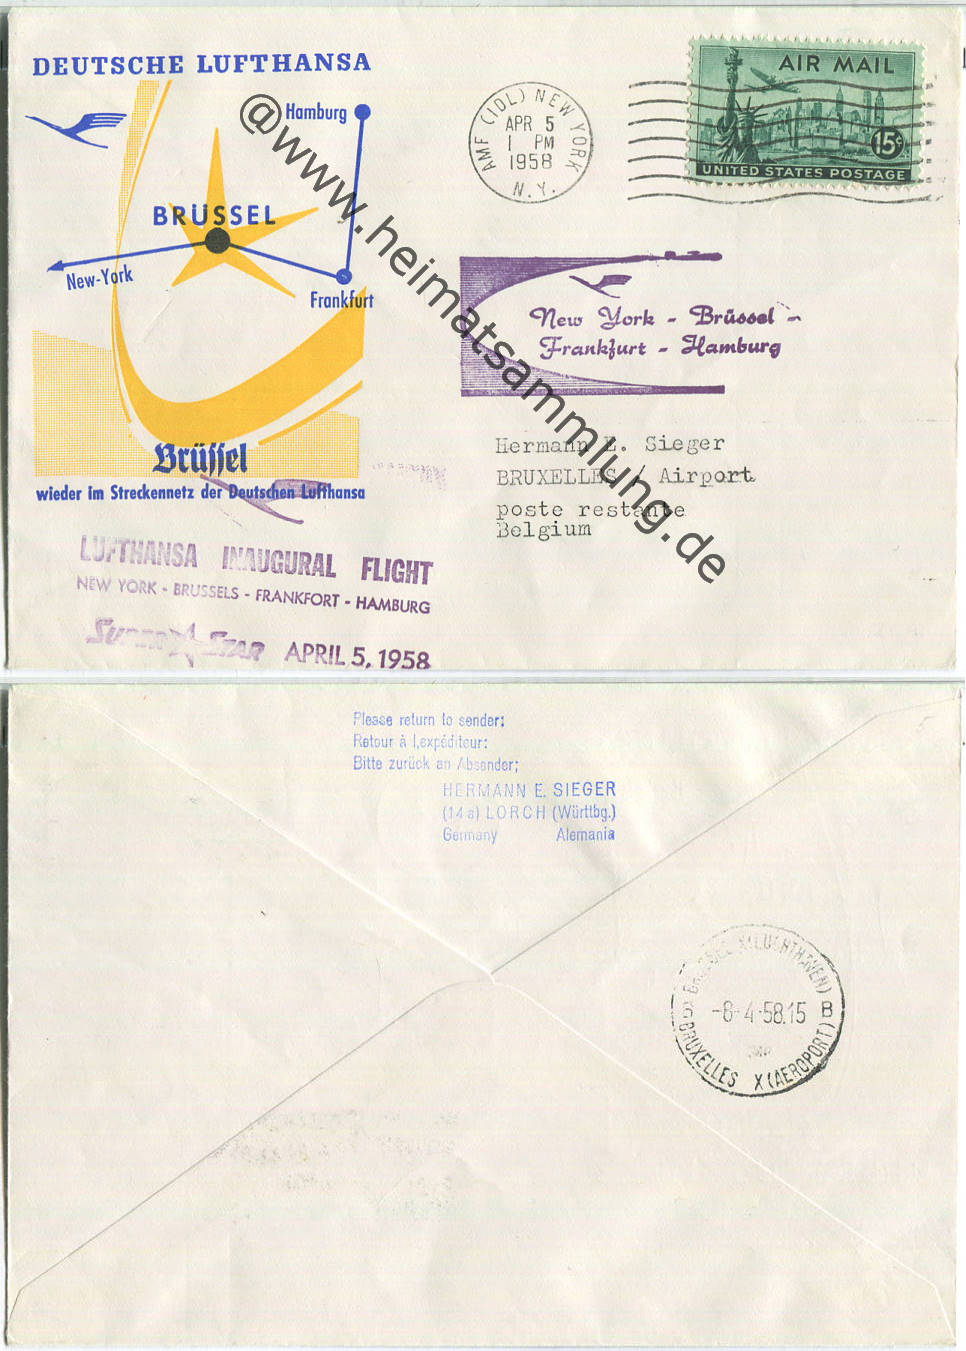 DEUTSCHE LUFTHANSA
Hamburg
BRÜSSEL
New-York
Frankfurt
Brüssel
wieder im Streckennetz der Deutschen Lufthansa
LUFTHANSA INAUGURAL FLIGHT
NEW YORK - BRUSSELS - FRANKFORT - HAMBURG
SUPER STAR APRIL 5, 1958
AMF (IDL) NEW YORK
APR 5
1 PM
1958
N.Y.
AIR MAIL
15¢
UNITED STATES POSTAGE
New York - Brüssel -
Frankfurt - Hamburg
Hermann E. Sieger
BRUXELLES / Airport
poste restante
Belgium
@www.heimatsammlung.de
Please return to sender:
Retour à l,expéditeur:
Bitte zurück an Absender;
HERMANN E. SIEGER
(14a) LORCH (Württbg.)
Germany Alemania
BRUSSEL X (LUCHTHAVEN)
B -8-4-58.15 B
BRUXELLES X (AEROPORT)